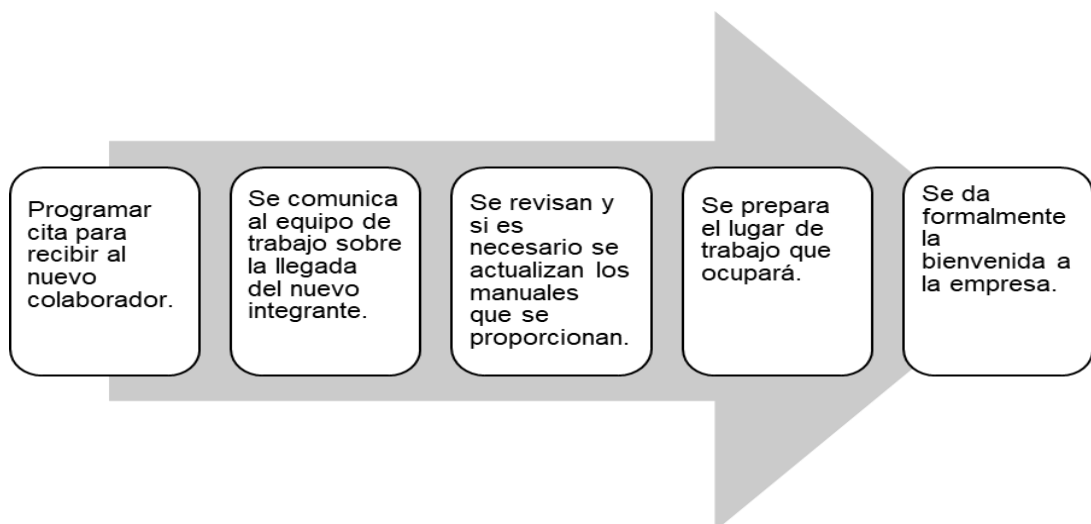 Programar
cita para
recibir al
nuevo
colaborador.
Se comunica
al equipo de
trabajo sobre
la llegada
del nuevo
integrante.
Se revisan y
si es
necesario se
actualizan los
manuales
que se
proporcionan.
Se prepara
el lugar de
trabajo que
ocupará.
Se da
formalmente
la
bienvenida a
la empresa.